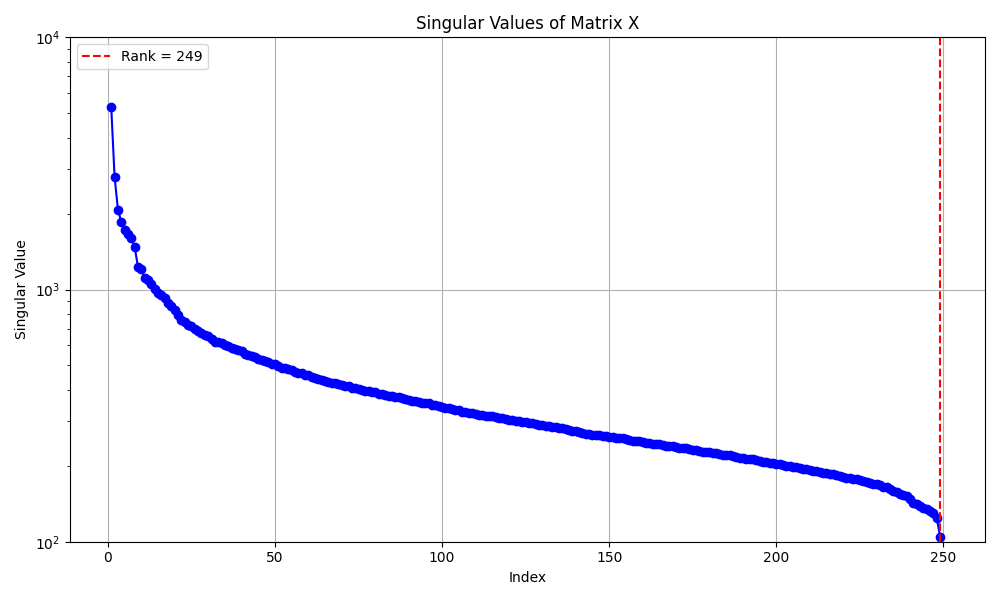 Singular Values of Matrix X
Rank = 249
Singular Value
10^4
10^3
10^2
0 50 100 150 200 250
Index